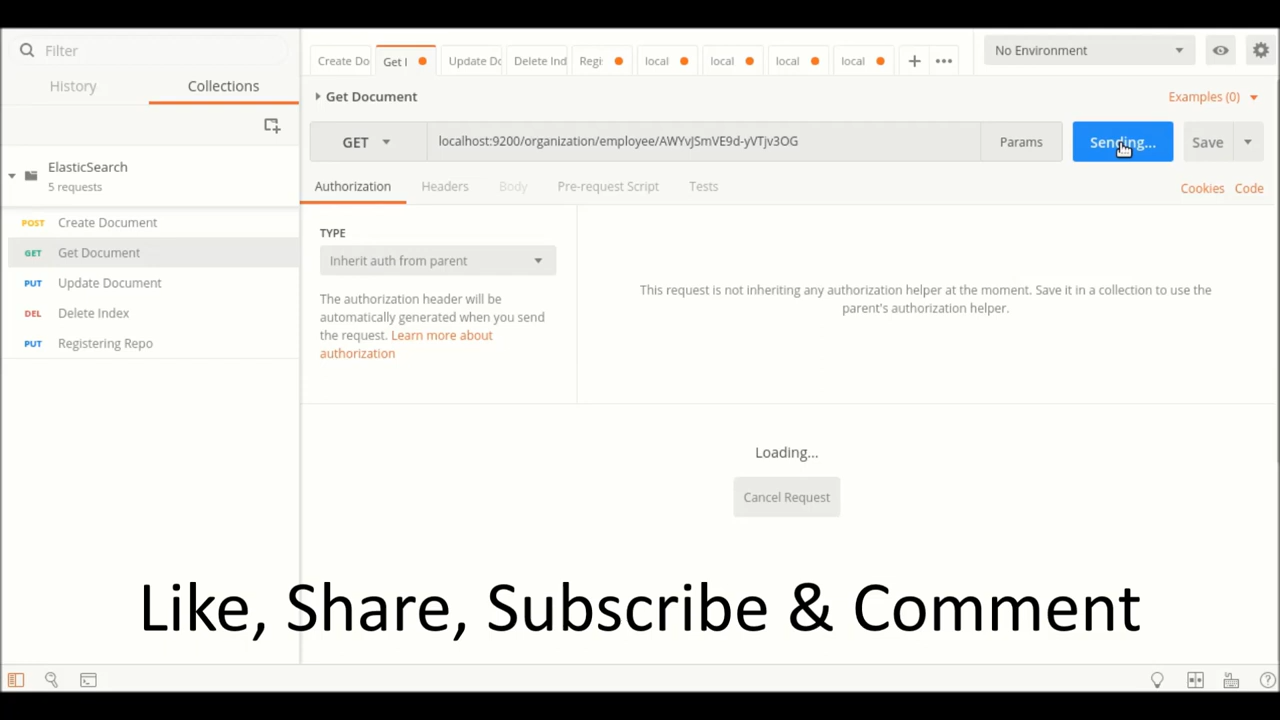 Filter
History
Collections
ElasticSearch
5 requests
POST Create Document
GET Get Document
PUT Update Document
DEL Delete Index
PUT Registering Repo
Create Do
Get I
Update Do
Delete Ind
Regi
local
local
local
local
No Environment
Get Document
Examples (0)
GET
localhost:9200/organization/employee/AWYvJSmVE9d-yVTjv3OG
Params
Sending...
Save
Authorization
Headers
Body
Pre-request Script
Tests
Cookies
Code
TYPE
Inherit auth from parent
The authorization header will be
automatically generated when you send
the request. Learn more about
authorization
This request is not inheriting any authorization helper at the moment. Save it in a collection to use the
parent's authorization helper.
Loading...
Cancel Request
Like, Share, Subscribe & Comment